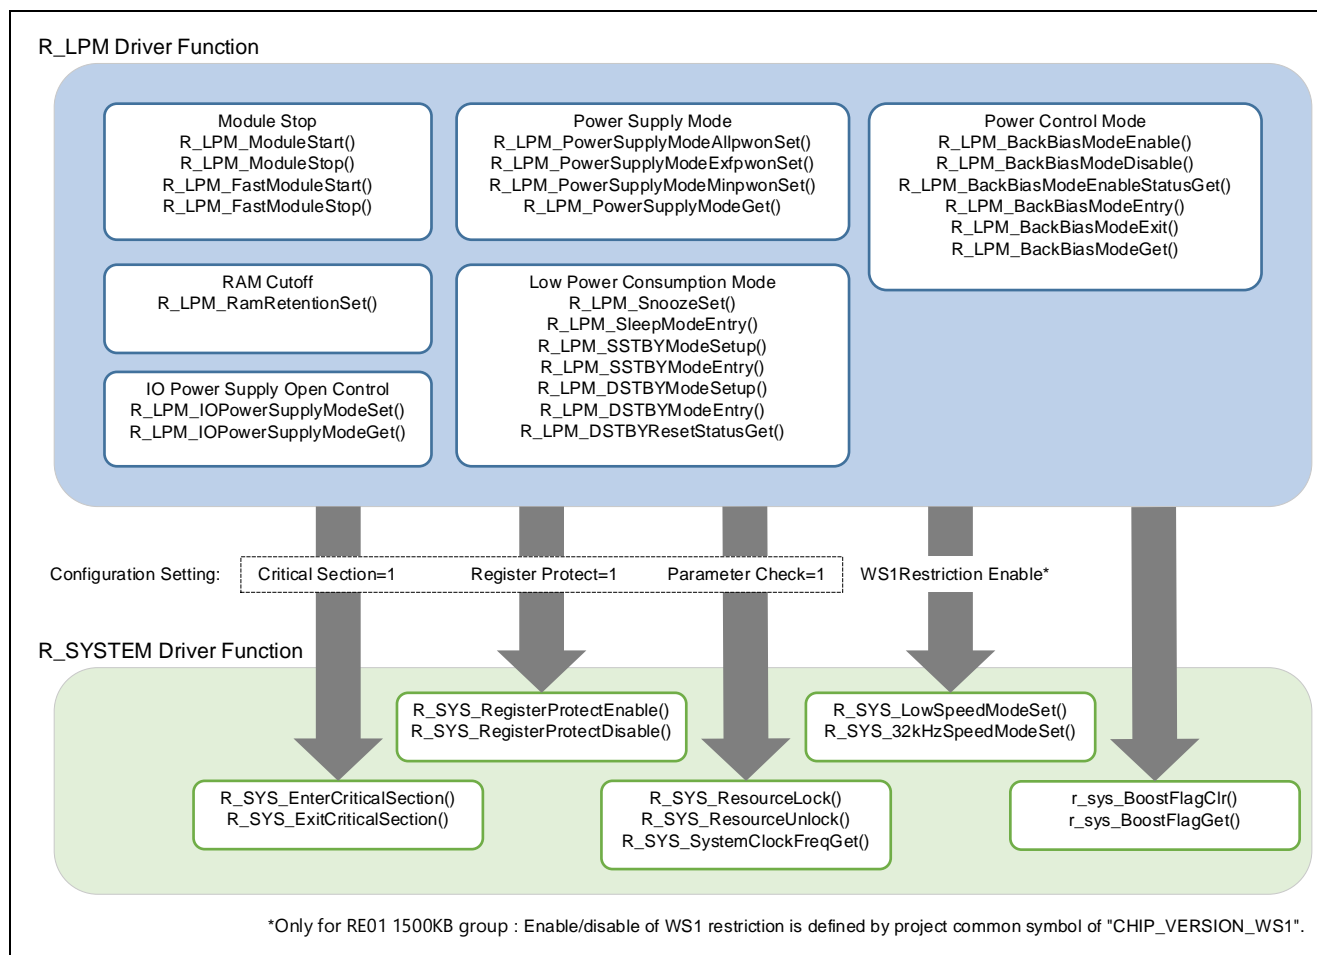 R_LPM Driver Function
Module Stop
R_LPM_ModuleStart()
R_LPM_ModuleStop()
R_LPM_FastModuleStart()
R_LPM_FastModuleStop()
Power Supply Mode
R_LPM_PowerSupplyModeAllpwonSet()
R_LPM_PowerSupplyModeExfpwonSet()
R_LPM_PowerSupplyModeMinpwonSet()
R_LPM_PowerSupplyModeGet()
Power Control Mode
R_LPM_BackBiasModeEnable()
R_LPM_BackBiasModeDisable()
R_LPM_BackBiasModeEnableStatusGet()
R_LPM_BackBiasModeEntry()
R_LPM_BackBiasModeExit()
R_LPM_BackBiasModeGet()
RAM Cutoff
R_LPM_RamRetentionSet()
Low Power Consumption Mode
R_LPM_SnoozeSet()
R_LPM_SleepModeEntry()
R_LPM_SSTBYModeSetup()
R_LPM_SSTBYModeEntry()
R_LPM_DSTBYModeSetup()
R_LPM_DSTBYModeEntry()
R_LPM_DSTBYResetStatusGet()
IO Power Supply Open Control
R_LPM_IOPowerSupplyModeSet()
R_LPM_IOPowerSupplyModeGet()
Configuration Setting: Critical Section=1 Register Protect=1 Parameter Check=1 WS1Restriction Enable*
R_SYSTEM Driver Function
R_SYS_RegisterProtectEnable()
R_SYS_RegisterProtectDisable()
R_SYS_LowSpeedModeSet()
R_SYS_32kHzSpeedModeSet()
R_SYS_EnterCriticalSection()
R_SYS_ExitCriticalSection()
R_SYS_ResourceLock()
R_SYS_ResourceUnlock()
R_SYS_SystemClockFreqGet()
r_sys_BoostFlagClr()
r_sys_BoostFlagGet()
*Only for RE01 1500KB group : Enable/disable of WS1 restriction is defined by project common symbol of "CHIP_VERSION_WS1".